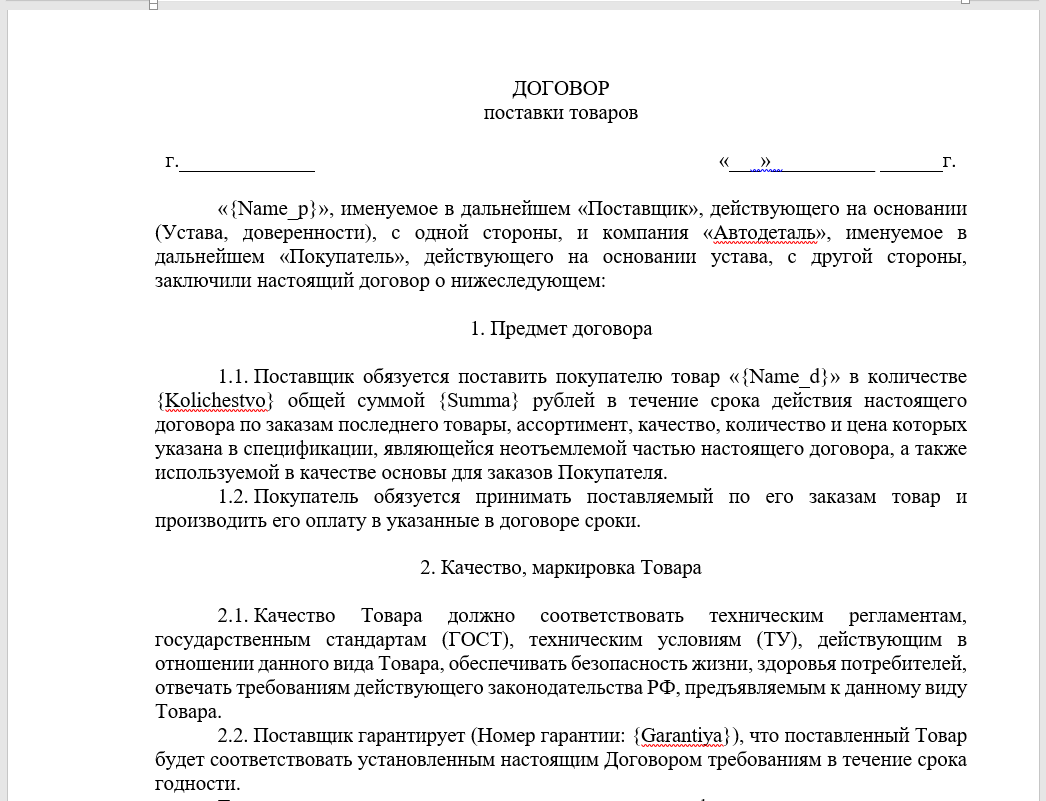 ДОГОВОР
поставки товаров
г.______________ «___»__________ ______г.
«{Name_p}», именуемое в дальнейшем «Поставщик», действующего на основании
(Устава, доверенности), с одной стороны, и компания «Автодеталь», именуемое в
дальнейшем «Покупатель», действующего на основании устава, с другой стороны,
заключили настоящий договор о нижеследующем:
1. Предмет договора
1.1. Поставщик обязуется поставить покупателю товар «{Name_d}» в количестве
{Kolichestvo} общей суммой {Summa} рублей в течение срока действия настоящего
договора по заказам последнего товары, ассортимент, качество, количество и цена которых
указана в спецификации, являющейся неотъемлемой частью настоящего договора, а также
используемой в качестве основы для заказов Покупателя.
1.2. Покупатель обязуется принимать поставляемый по его заказам товар и
производить его оплату в указанные в договоре сроки.
2. Качество, маркировка Товара
2.1. Качество Товара должно соответствовать техническим регламентам,
государственным стандартам (ГОСТ), техническим условиям (ТУ), действующим в
отношении данного вида Товара, обеспечивать безопасность жизни, здоровья потребителей,
отвечать требованиям действующего законодательства РФ, предъявляемым к данному виду
Товара.
2.2. Поставщик гарантирует (Номер гарантии: {Garantiya}), что поставленный Товар
будет соответствовать установленным настоящим Договором требованиям в течение срока
годности.